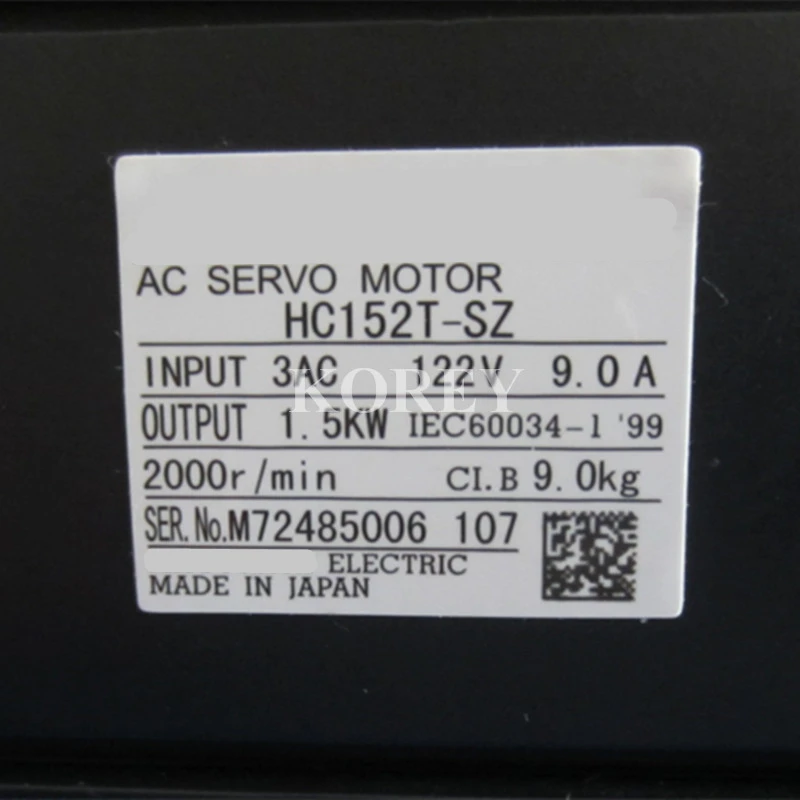 AC SERVO MOTOR
HC152T-SZ
INPUT 3AC 122V 9.0 A
KOREY
OUTPUT 1.5KW IEC60034-1 '99
2000r/min CI.B 9.0kg
SER.No.M72485006 107
ELECTRIC
MADE IN JAPAN